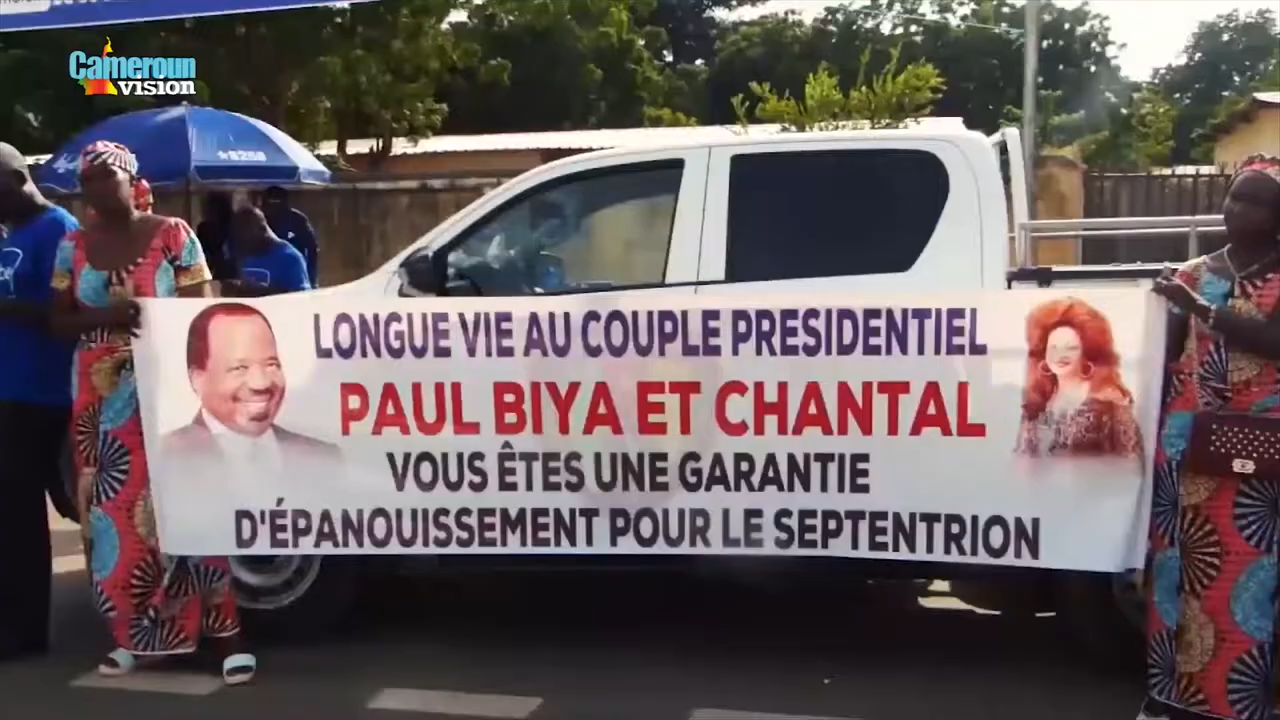 Cameroun
vision
*8250
LONGUE VIE AU COUPLE PRESIDENTIEL
PAUL BIYA ET CHANTAL
VOUS ÊTES UNE GARANTIE
D'ÉPANOUISSEMENT POUR LE SEPTENTRION